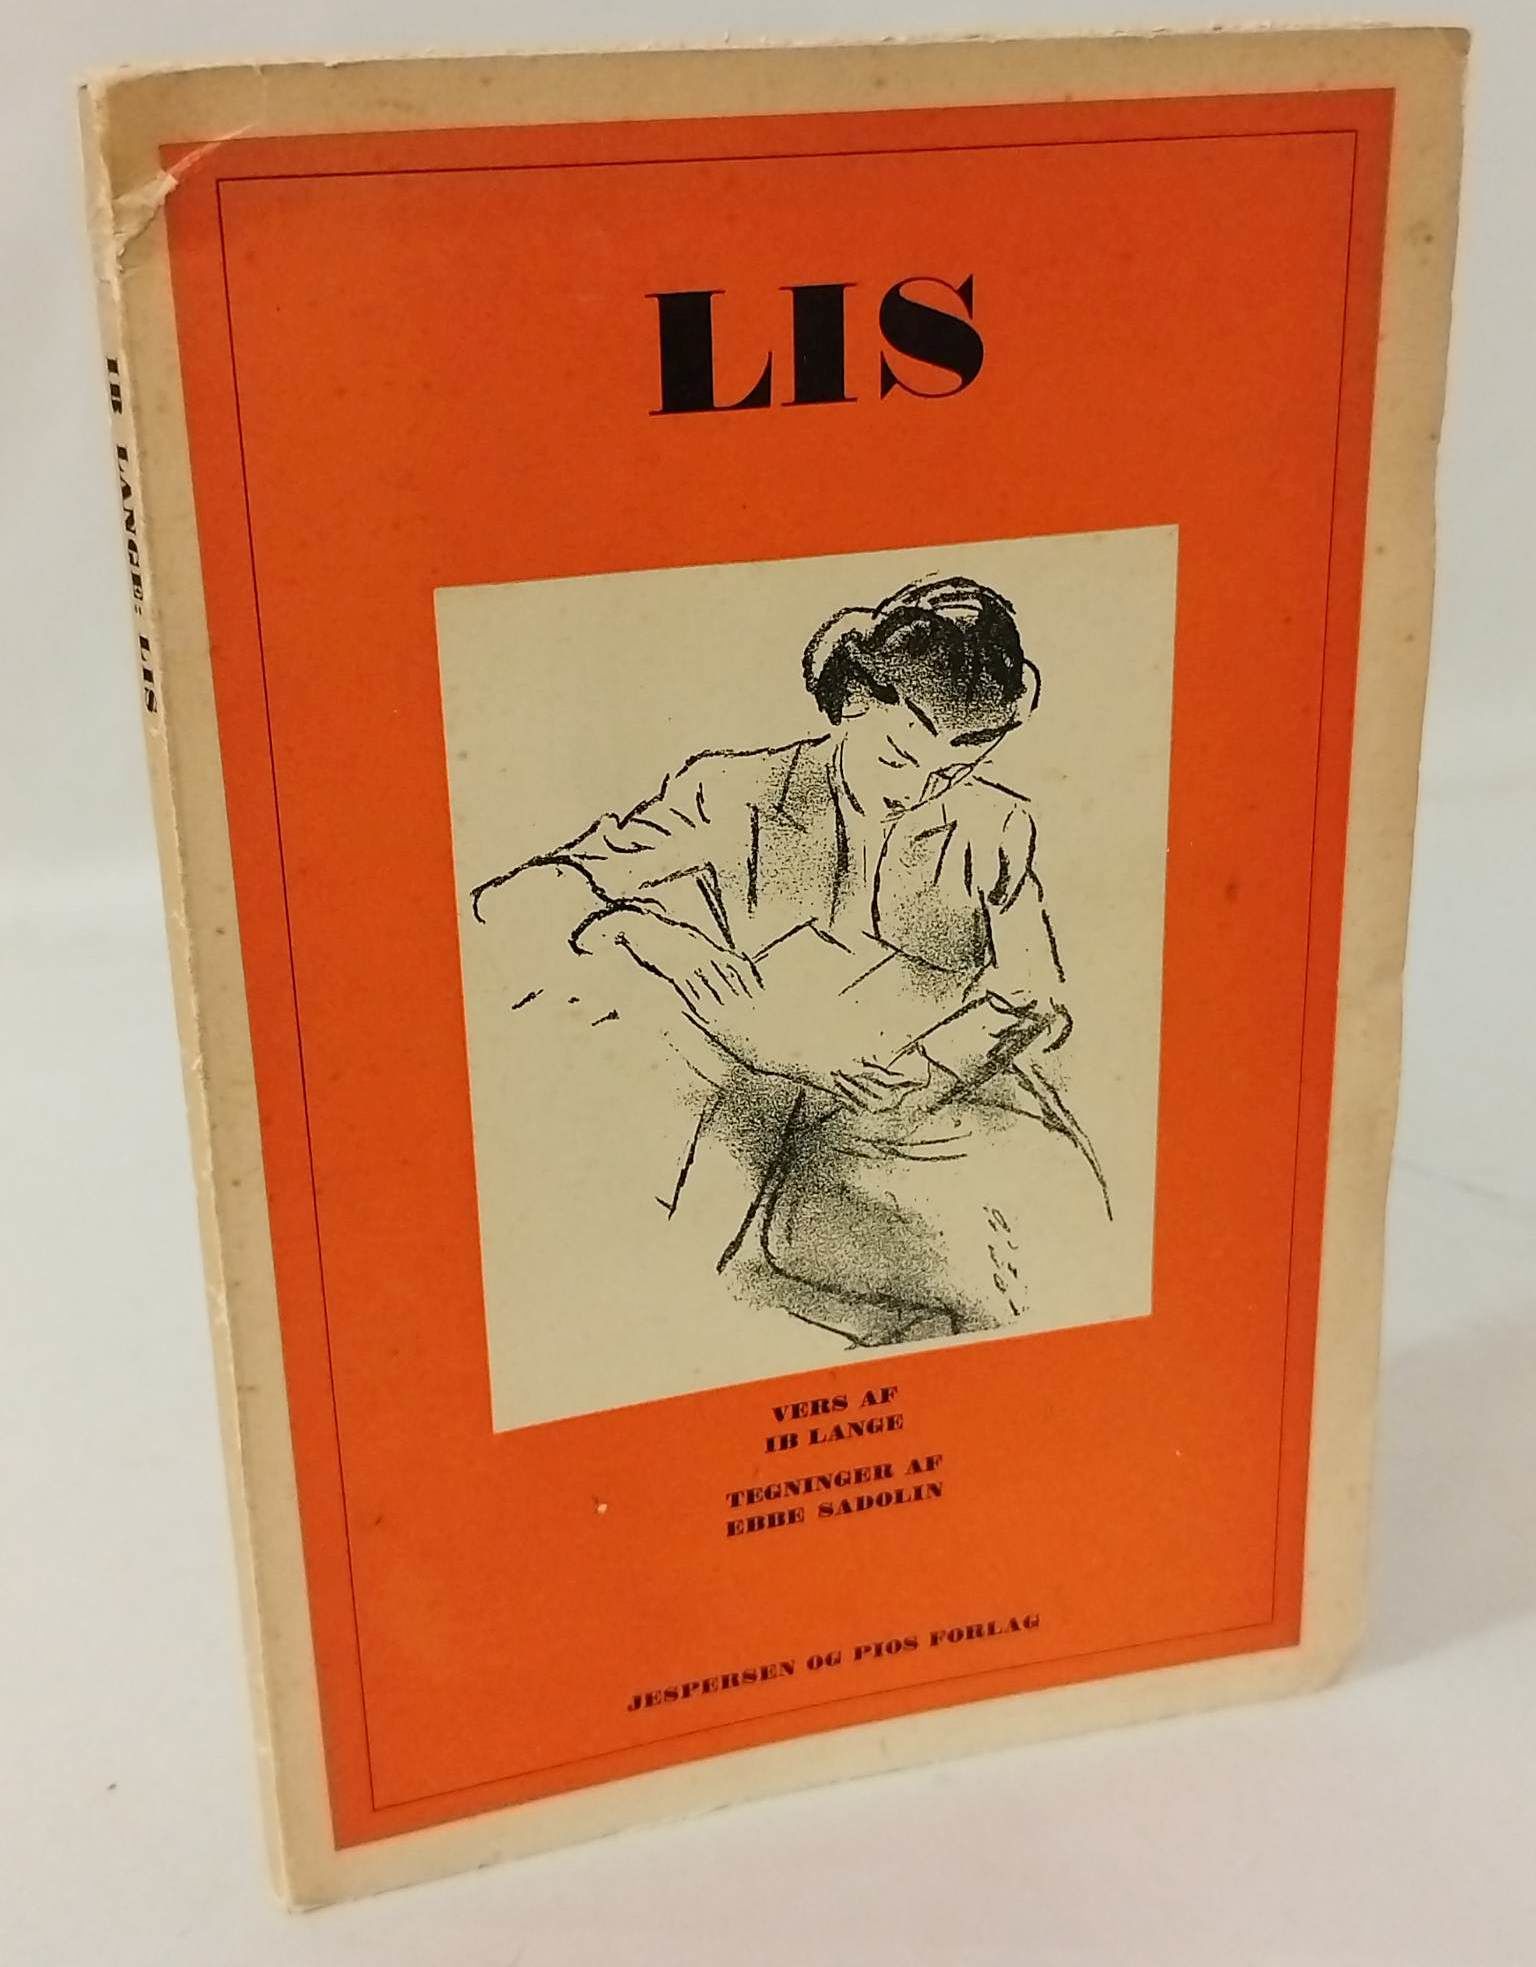 LIS
VERS AF
IB LANGE
TEGNINGER AF
EBBE SADOLIN
JESPERSEN OG PIOS FORLAG
IB LANGE: LIS